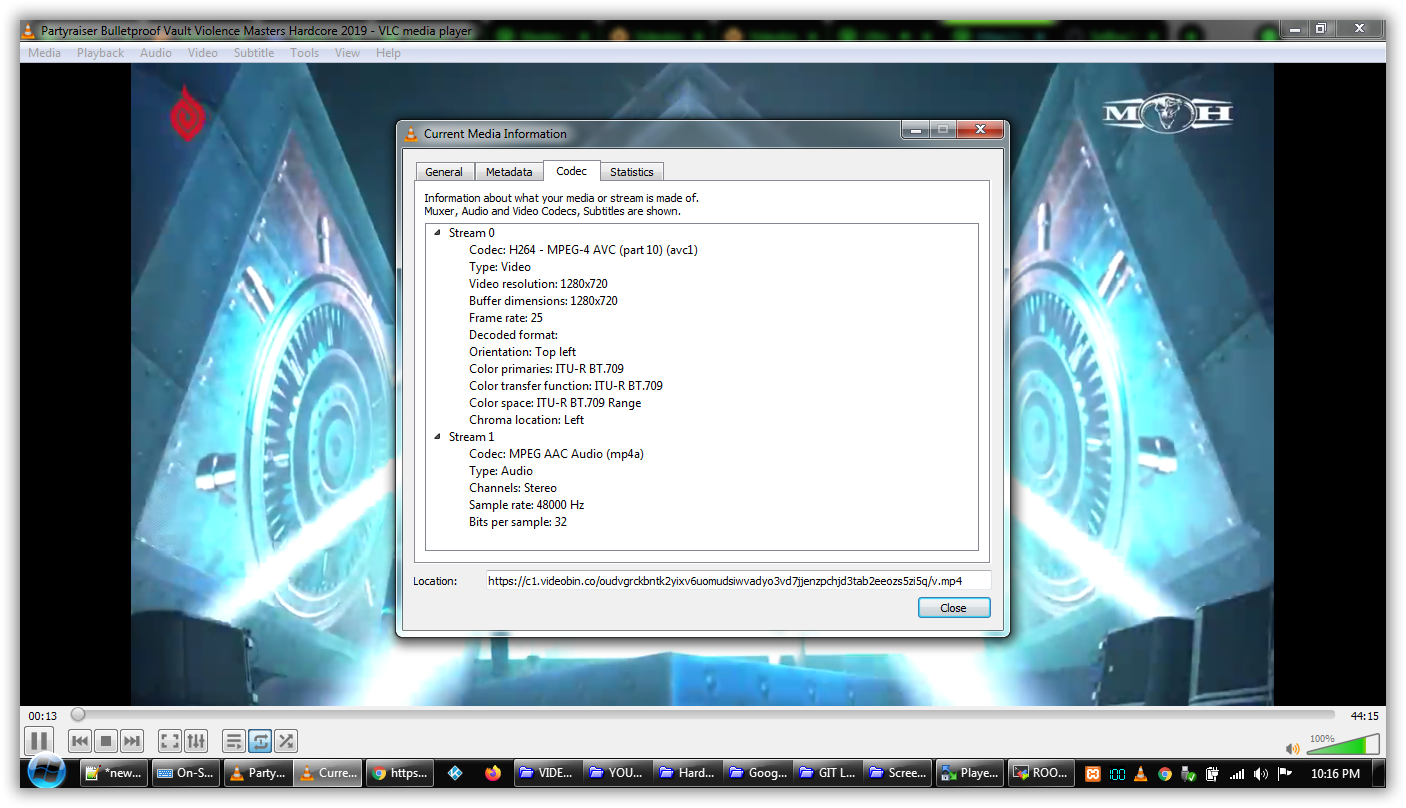 Partyraiser Bulletproof Vault Violence Masters Hardcore 2019 - VLC media player
Media Playback Audio Video Subtitle Tools View Help
M H
Current Media Information
General Metadata Codec Statistics
Information about what your media or stream is made of.
Muxer, Audio and Video Codecs, Subtitles are shown.
Stream 0
Codec: H264 - MPEG-4 AVC (part 10) (avc1)
Type: Video
Video resolution: 1280x720
Buffer dimensions: 1280x720
Frame rate: 25
Decoded format:
Orientation: Top left
Color primaries: ITU-R BT.709
Color transfer function: ITU-R BT.709
Color space: ITU-R BT.709 Range
Chroma location: Left
Stream 1
Codec: MPEG AAC Audio (mp4a)
Type: Audio
Channels: Stereo
Sample rate: 48000 Hz
Bits per sample: 32
Location: https://c1.videobin.co/oudvgrckbntk2yixv6uomudsiwvadyo3vd7jjenzpchjd3tab2eeozs5zi5q/v.mp4
Close
00:13 44:15
100%
*new... On-S... Party... Curre... https... VIDE... YOU... Hard... Goog... GIT L... Scree... Playe... ROO... 100 10:16 PM